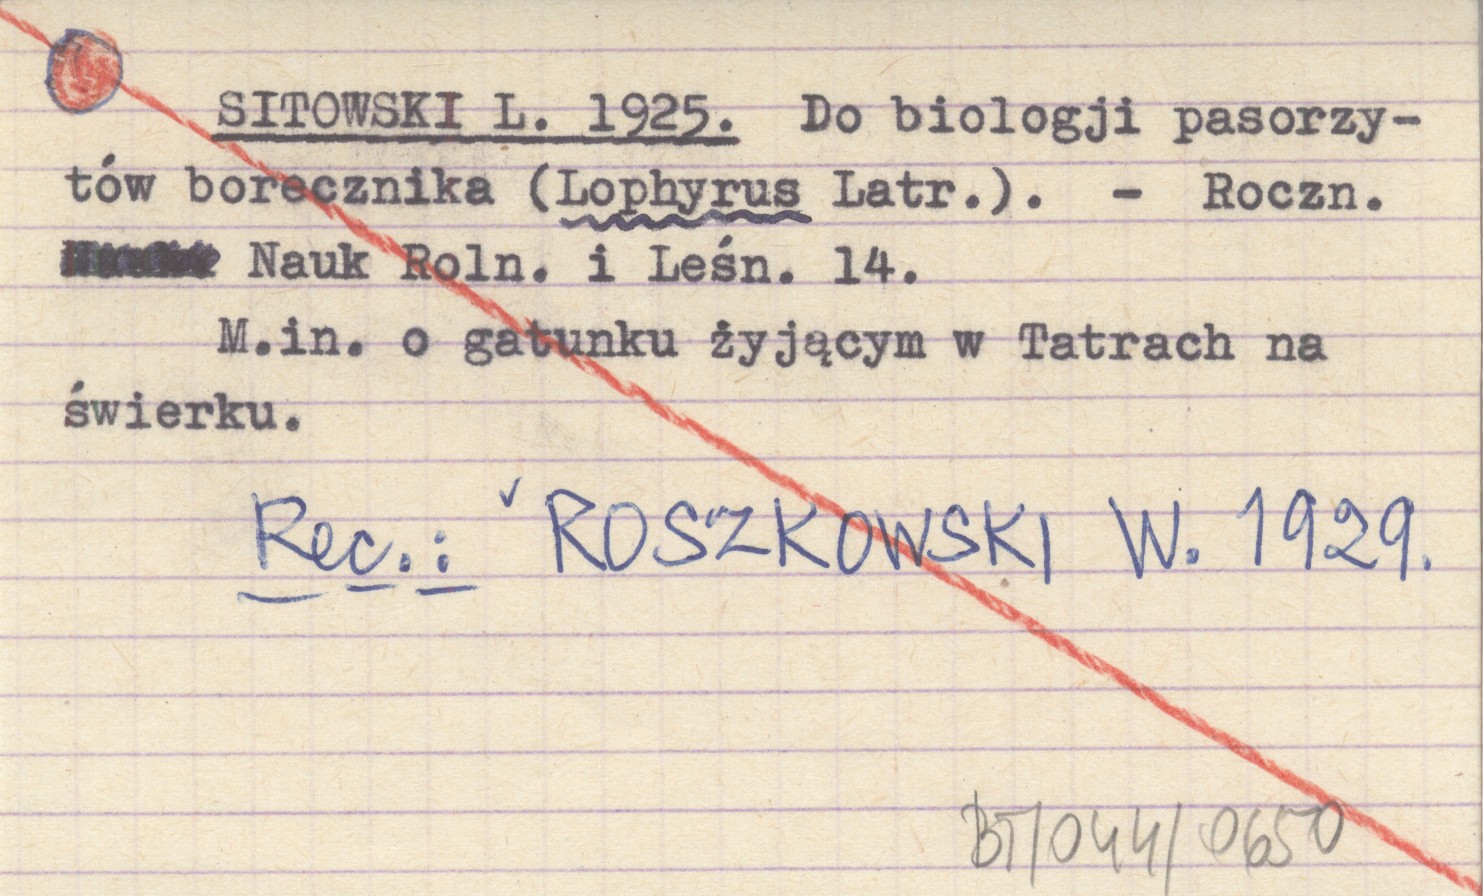 SITOWSKI L. 1925. Do biologji pasorzy-
tów borecznika (Lophyrus Latr.). - Roczn.
Nauk Roln. i Leśn. 14.
M.in. o gatunku żyjącym w Tatrach na
świerku.
Rec.: ROSZKOWSKI W. 1929.
BT/044/0650